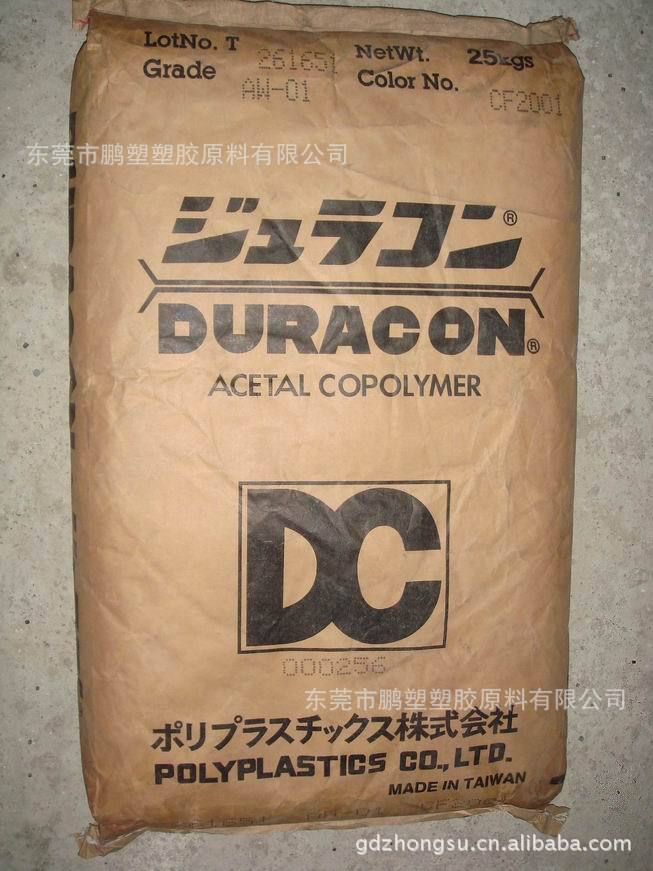 LotNo. T 261651 NetWt. 25kgs
Grade AW-01 Color No. CF2001
东莞市鹏塑塑胶原料有限公司
ジュラコン®
DURACON®
ACETAL COPOLYMER
DC
000256
东莞市鹏塑塑胶原料有限公司
ポリプラスチックス株式会社
POLYPLASTICS CO., LTD.
MADE IN TAIWAN
gdzhongsu.cn.alibaba.com